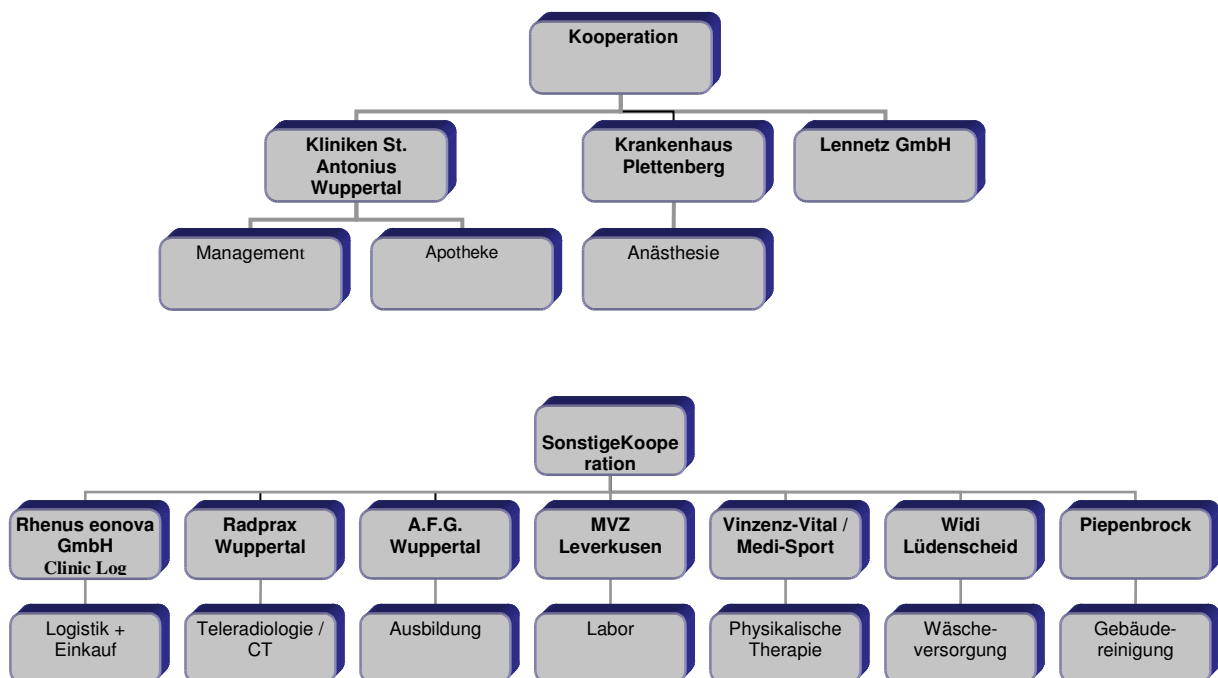 Kooperation
Kliniken St.
Antonius
Wuppertal
Krankenhaus
Plettenberg
Lennetz GmbH
Management
Apotheke
Anästhesie
SonstigeKoope
ration
Rhenus eonova
GmbH
Clinic Log
Radprax
Wuppertal
A.F.G.
Wuppertal
MVZ
Leverkusen
Vinzenz-Vital /
Medi-Sport
Widi
Lüdenscheid
Piepenbrock
Logistik +
Einkauf
Teleradiologie /
CT
Ausbildung
Labor
Physikalische
Therapie
Wäsche-
versorgung
Gebäude-
reinigung